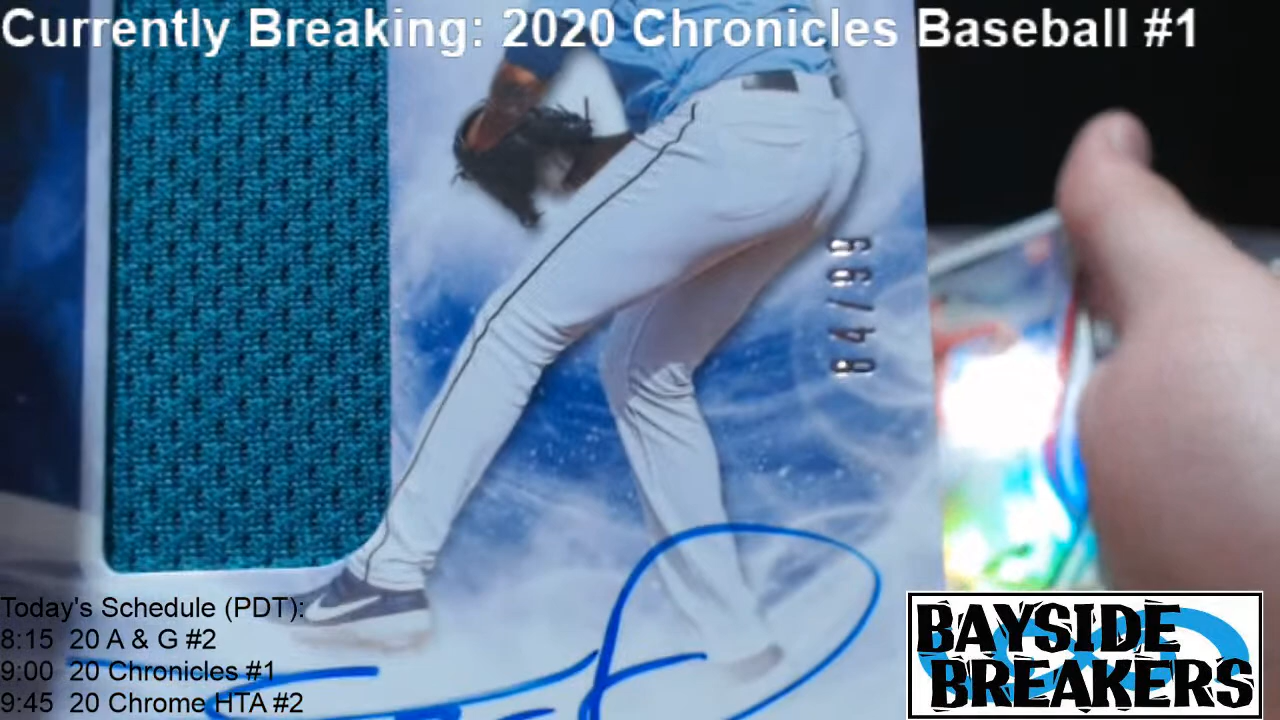 Currently Breaking: 2020 Chronicles Baseball #1
84/99
Today's Schedule (PDT):
8:15 20 A & G #2
9:00 20 Chronicles #1
9:45 20 Chrome HTA #2
BAYSIDE
BREAKERS